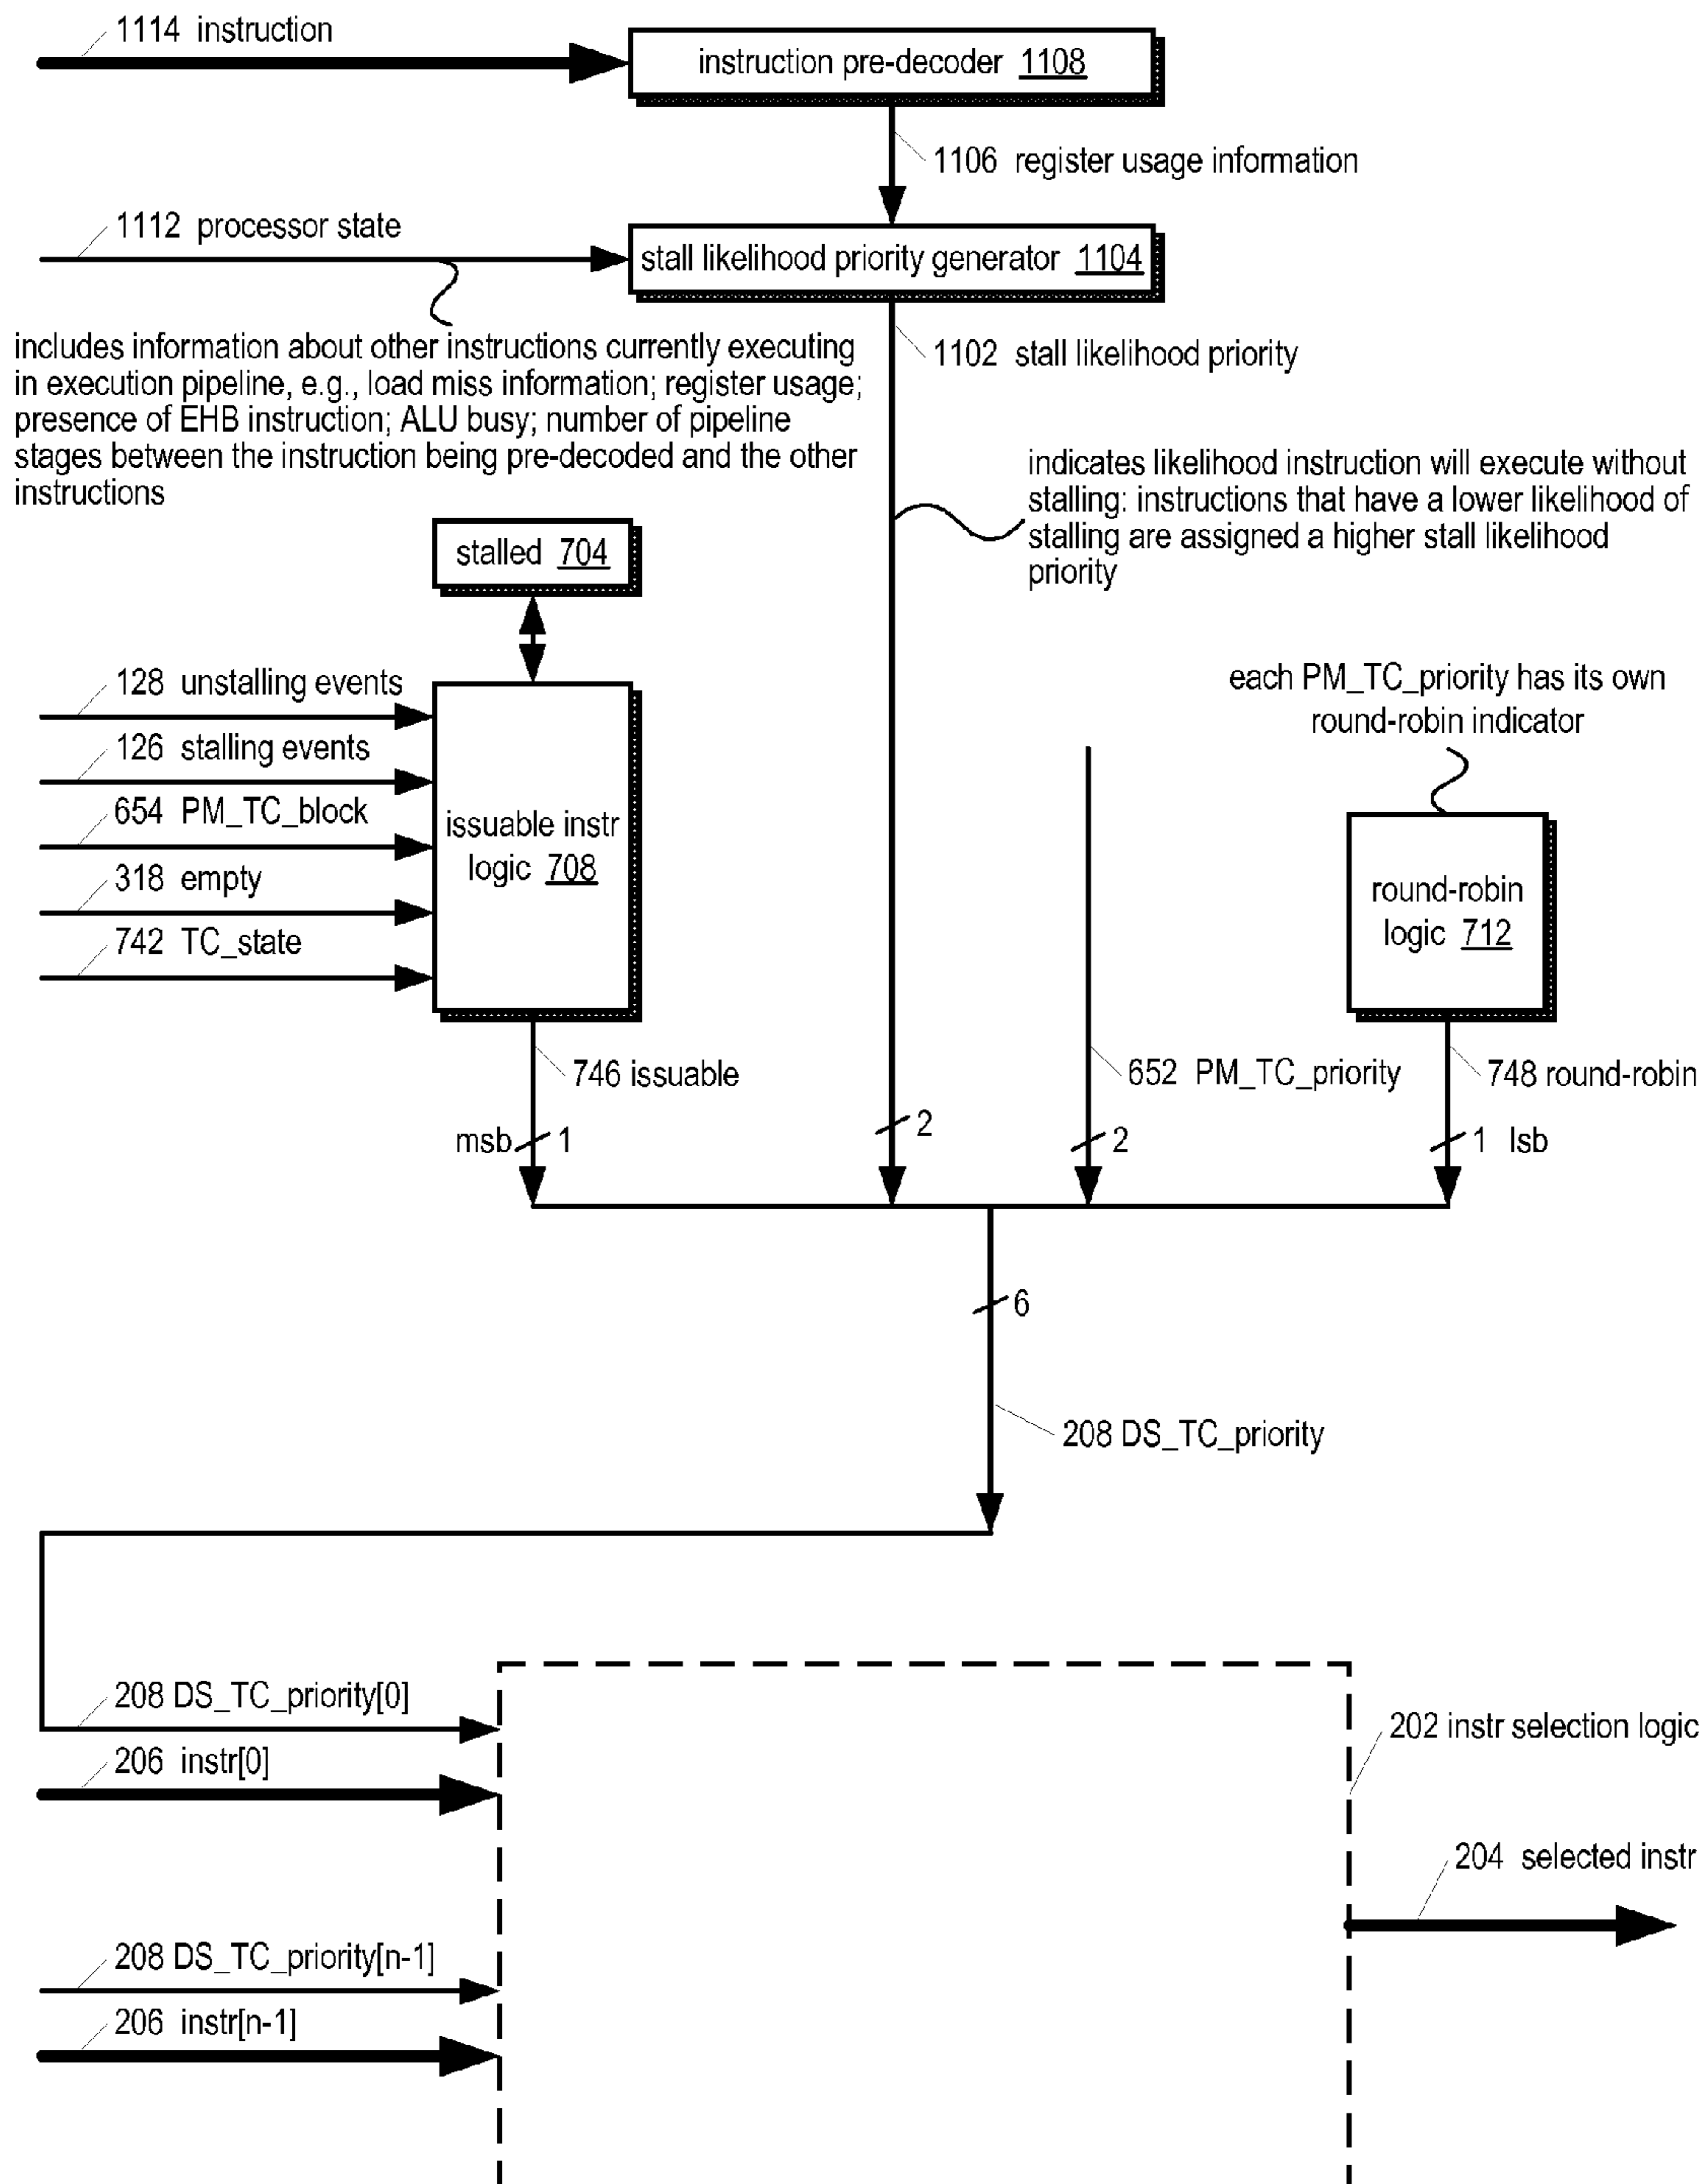 1114 instruction
instruction pre-decoder 1108
1106 register usage information
1112 processor state
stall likelihood priority generator 1104
includes information about other instructions currently executing
in execution pipeline, e.g., load miss information; register usage;
presence of EHB instruction; ALU busy; number of pipeline
stages between the instruction being pre-decoded and the other
instructions
1102 stall likelihood priority
indicates likelihood instruction will execute without
stalling: instructions that have a lower likelihood of
stalling are assigned a higher stall likelihood
priority
stalled 704
128 unstalling events
126 stalling events
654 PM_TC_block
318 empty
742 TC_state
issuable instr
logic 708
each PM_TC_priority has its own
round-robin indicator
round-robin
logic 712
746 issuable
652 PM_TC_priority
748 round-robin
msb 1
2
2
1 lsb
6
208 DS_TC_priority
208 DS_TC_priority[0]
206 instr[0]
202 instr selection logic
204 selected instr
208 DS_TC_priority[n-1]
206 instr[n-1]